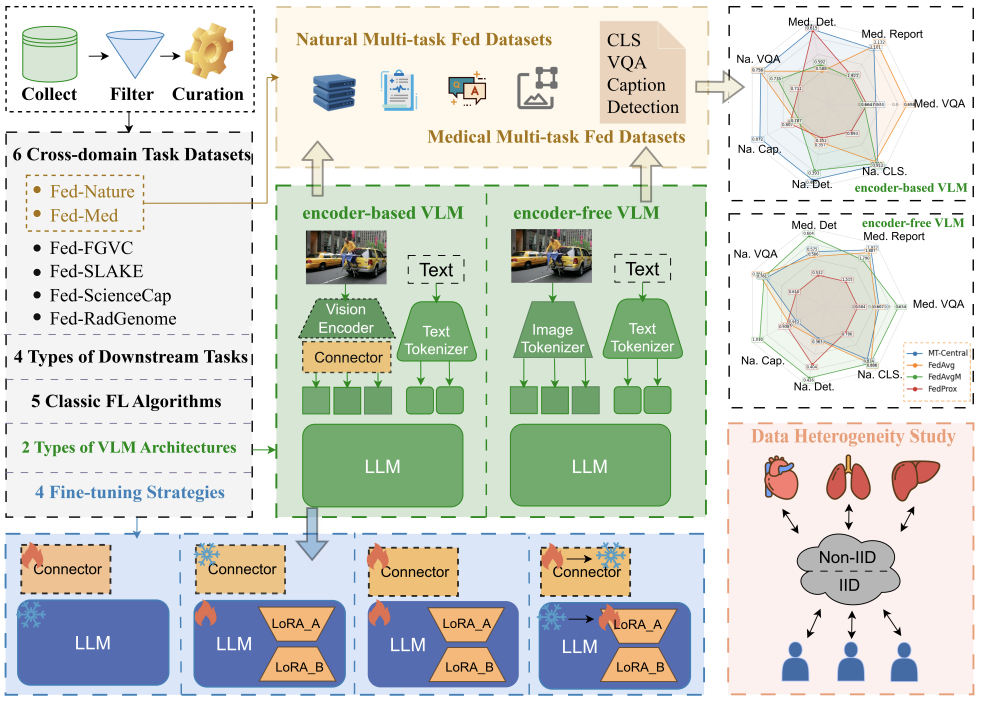 Collect
Filter
Curation
6 Cross-domain Task Datasets
Fed-Nature
Fed-Med
Fed-FGVC
Fed-SLAKE
Fed-ScienceCap
Fed-RadGenome
4 Types of Downstream Tasks
5 Classic FL Algorithms
2 Types of VLM Architectures
4 Fine-tuning Strategies
Natural Multi-task Fed Datasets
Q
A
CLS
VQA
Caption
Detection
Medical Multi-task Fed Datasets
encoder-based VLM
Text
Vision
Encoder
Connector
Text
Tokenizer
LLM
encoder-free VLM
Text
Image
Tokenizer
Text
Tokenizer
LLM
Med. Det.
Med. Report
Na. VQA
Med. VQA
Na. Cap.
Na. CLS.
Na. Det.
encoder-based VLM
encoder-free VLM
Med. Det
Med. Report
Na. VQA
Med. VQA
Na. Cap.
Na. CLS.
Na. Det.
MT-Central
FedAvg
FedAvgM
FedProx
Data Heterogeneity Study
Non-IID
IID
Connector
LLM
Connector
LLM
LoRA_A
LoRA_B
Connector
LLM
LoRA_A
LoRA_B
Connector
LLM
LoRA_A
LoRA_B